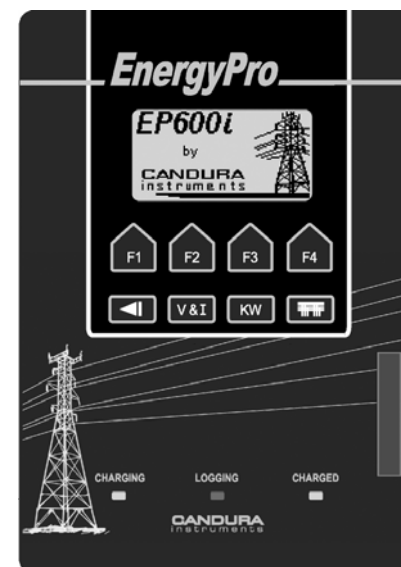 EnergyPro
EP600i
by
CANDURA
instruments
F1 F2 F3 F4
V&I KW
CHARGING LOGGING CHARGED
CANDURA
instruments